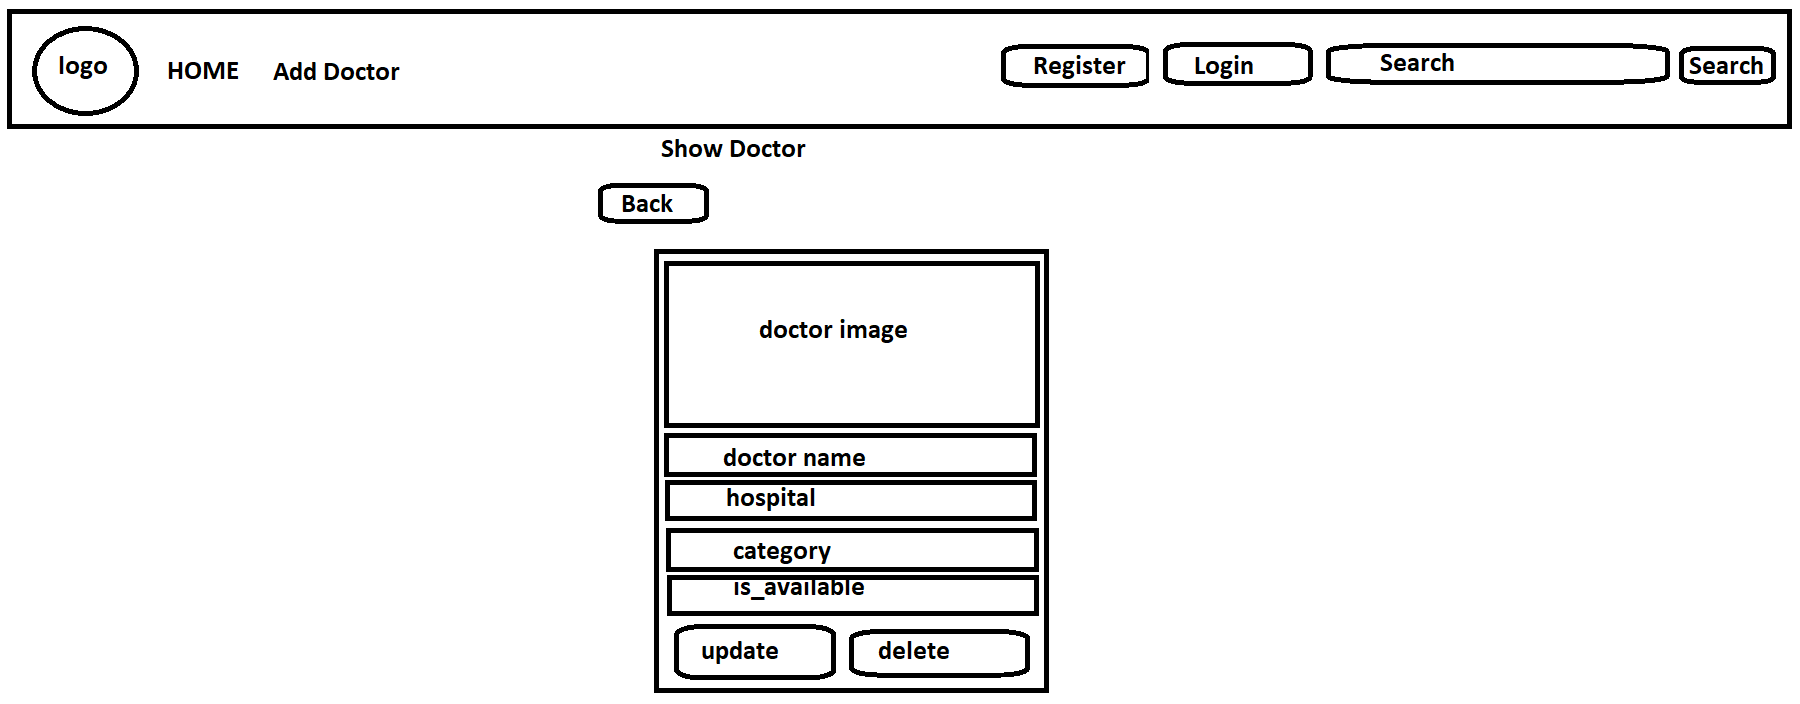 logo
HOME
Add Doctor
Register
Login
Search
Search
Show Doctor
Back
doctor image
doctor name
hospital
category
is_available
update
delete